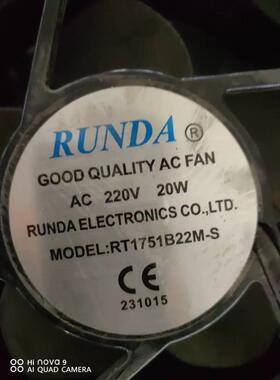 RUNDA ®
GOOD QUALITY AC FAN
AC 220V 20W
RUNDA ELECTRONICS CO.,LTD.
MODEL:RT1751B22M-S
CE
231015
Hi nova 9
AI QUAD CAMERA